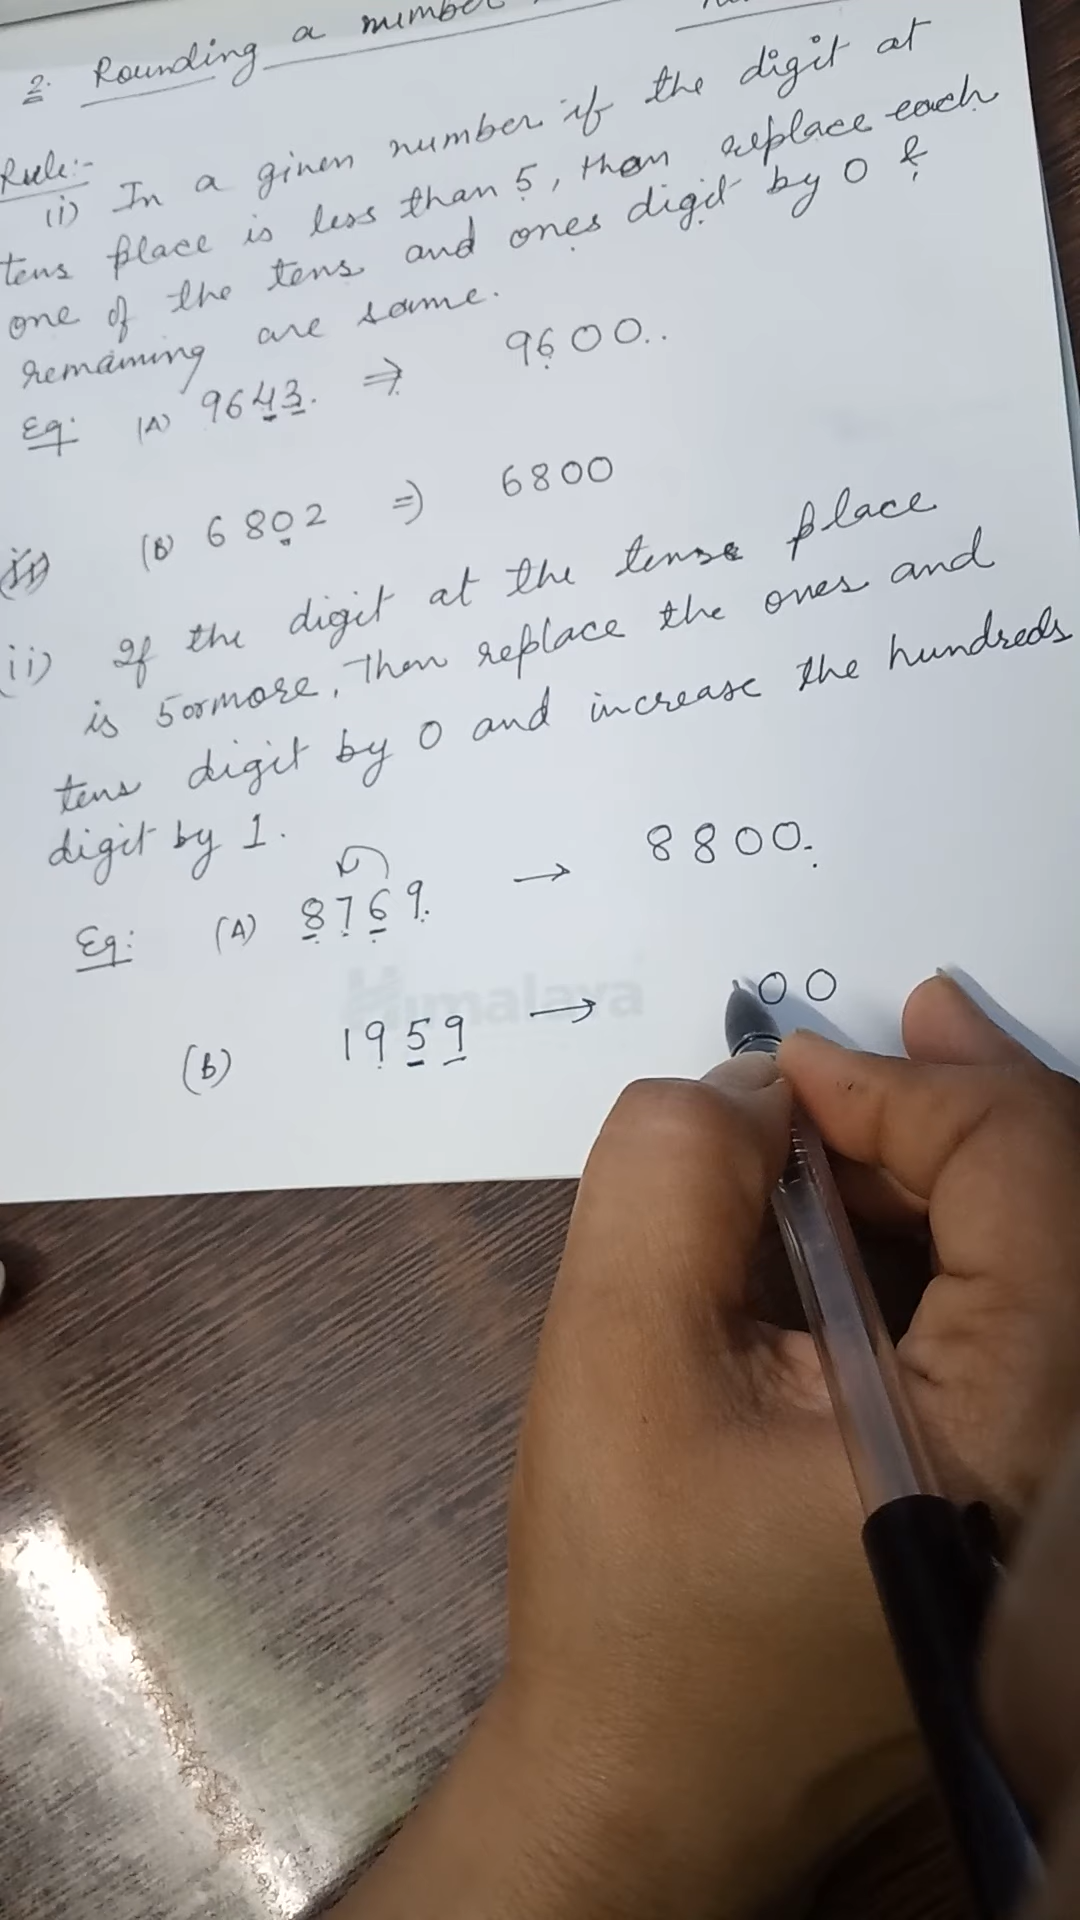 2. Rounding a number
Rule:-
(i) In a given number if the digit at
tens place is less than 5, then replace each
one of the tens and ones digit by 0 &
remaining are same.
Eg: (A) 9643. ⇒ 9600..
(B) 6802 ⇒ 6800
(ii) If the digit at the tens place
is 5 or more, Then replace the ones and
tens digit by 0 and increase the hundreds
digit by 1.
Eg: (A) 8769. → 8800.
Himalaya
(B) 1959 → 00